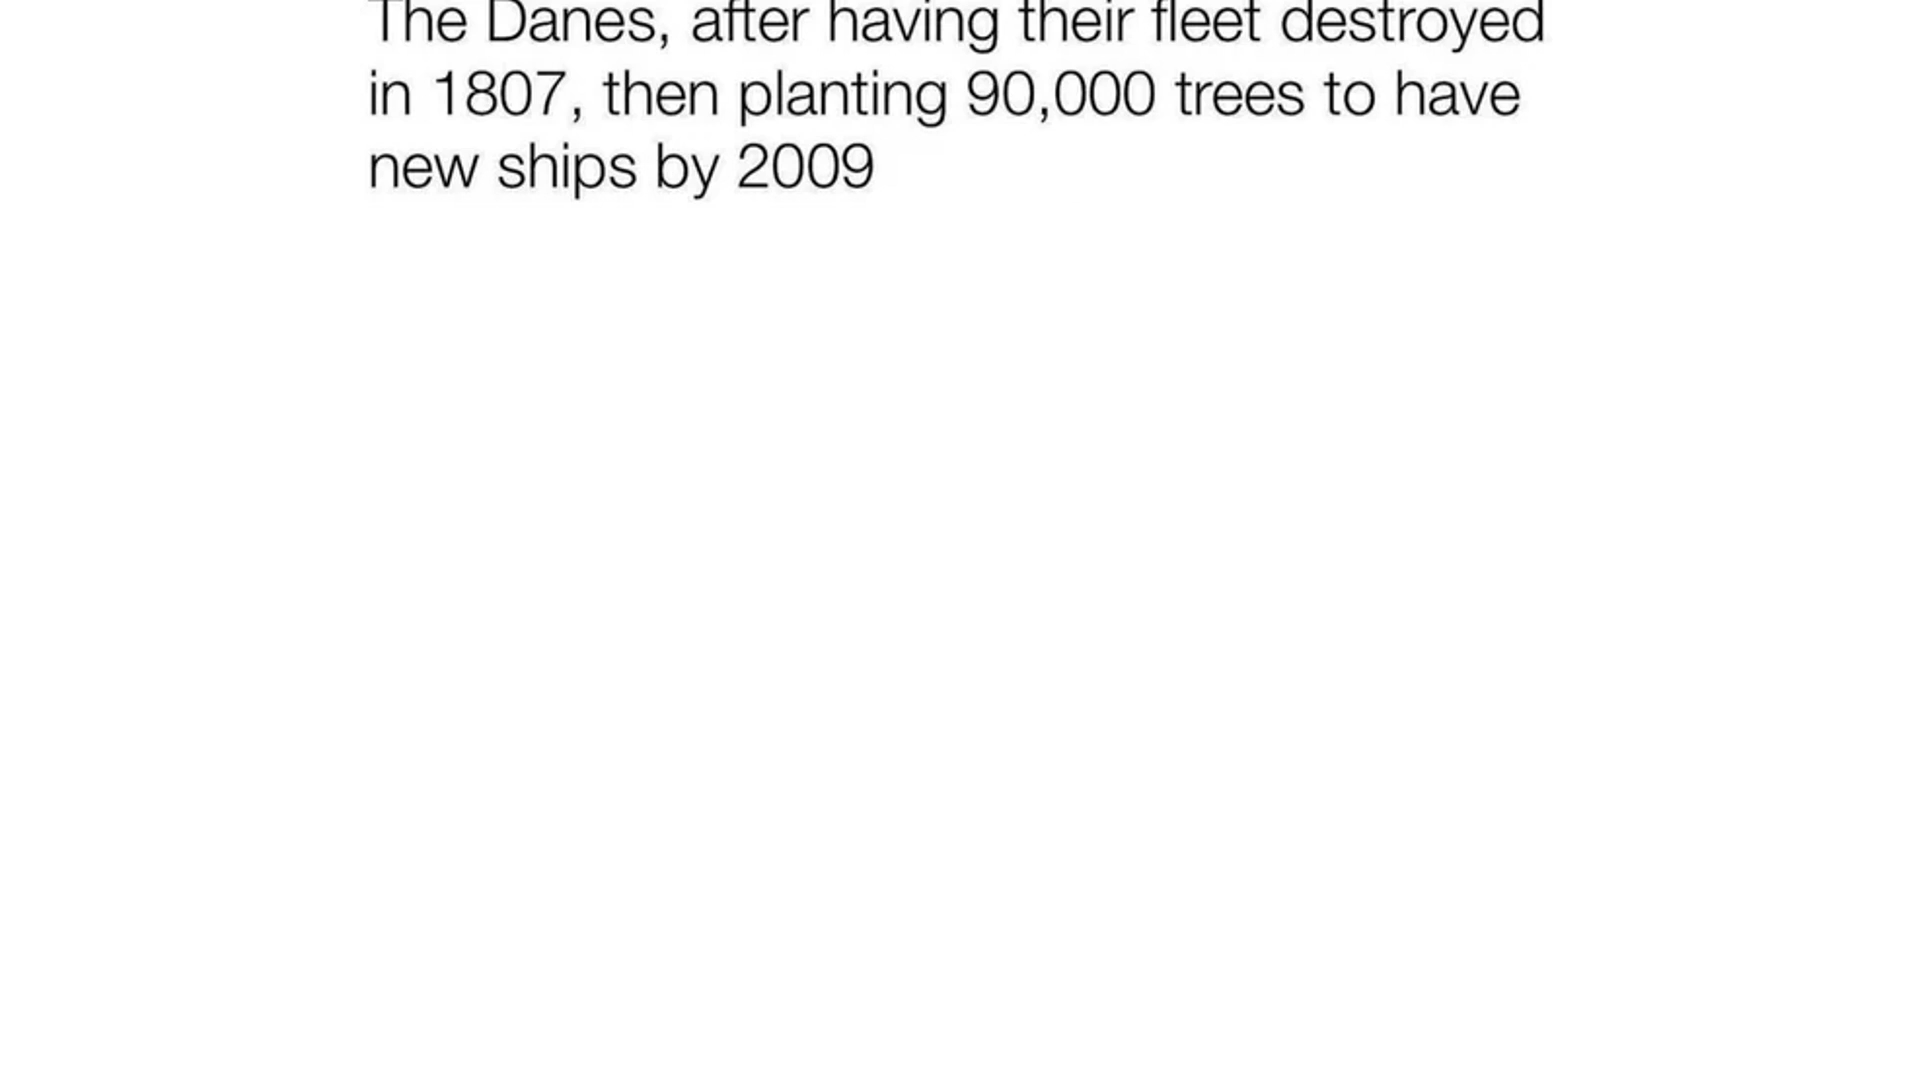 The Danes, after having their fleet destroyed
in 1807, then planting 90,000 trees to have
new ships by 2009